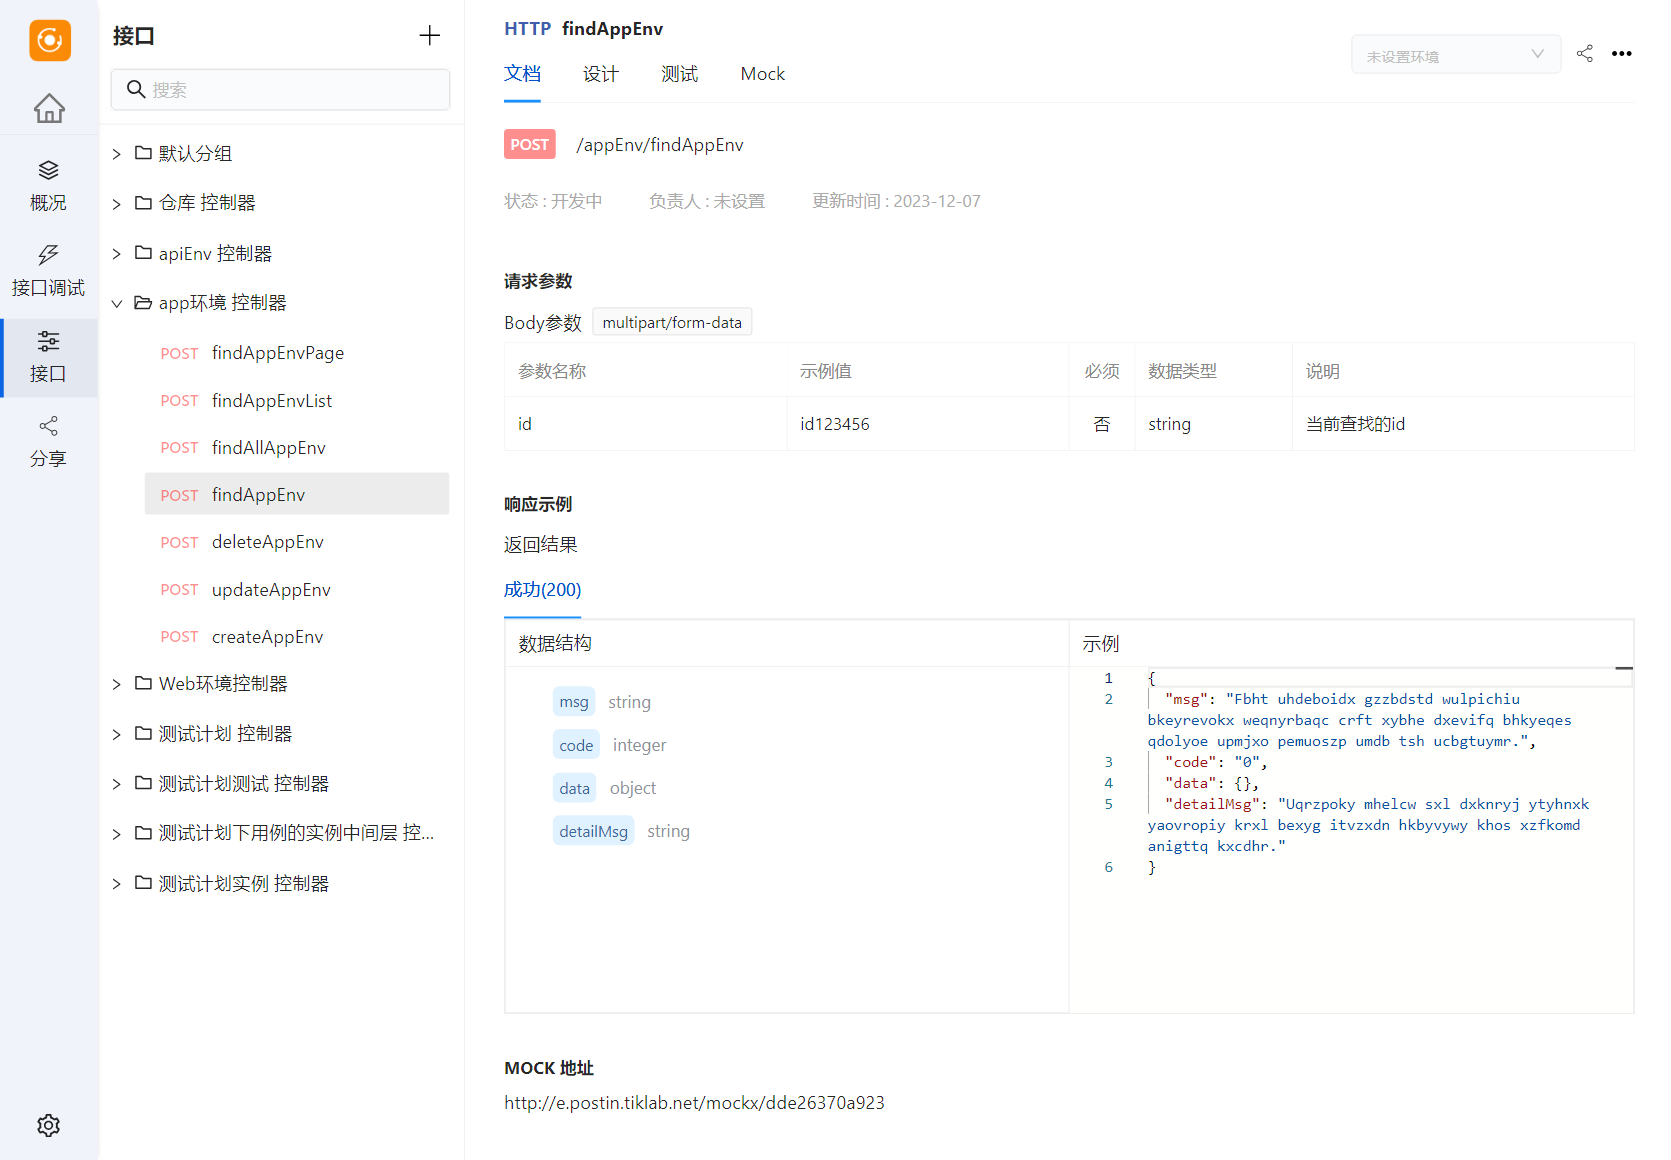 概况
接口调试
接口
分享
接口
搜索
默认分组
仓库 控制器
apiEnv 控制器
app环境 控制器
POST findAppEnvPage
POST findAppEnvList
POST findAllAppEnv
POST findAppEnv
POST deleteAppEnv
POST updateAppEnv
POST createAppEnv
Web环境控制器
测试计划 控制器
测试计划测试 控制器
测试计划下用例的实例中间层 控...
测试计划实例 控制器
HTTP findAppEnv
文档 设计 测试 Mock
未设置环境
POST /appEnv/findAppEnv
状态 : 开发中 负责人 : 未设置 更新时间 : 2023-12-07
请求参数
Body参数 multipart/form-data
参数名称 示例值 必须 数据类型 说明
id id123456 否 string 当前查找的id
响应示例
返回结果
成功(200)
数据结构
msg string
code integer
data object
detailMsg string
示例
1 {
2 "msg": "Fbht uhdeboidx gzzbdstd wulpichiu
bkeyrevokx weqnyrbaqc crft xybhe dxevifq bhkyeqes
qdolyoe upmjxo pemuoszp umdb tsh ucbgtuymr.",
3 "code": "0",
4 "data": {},
5 "detailMsg": "Uqrzpoky mhelcw sxl dxknryj ytyhnxk
yaovropiy krxl bexyg itvzxdn hkbyvywy khos xzfkomd
anigttq kxcdhr."
6 }
MOCK 地址
http://e.postin.tiklab.net/mockx/dde26370a923